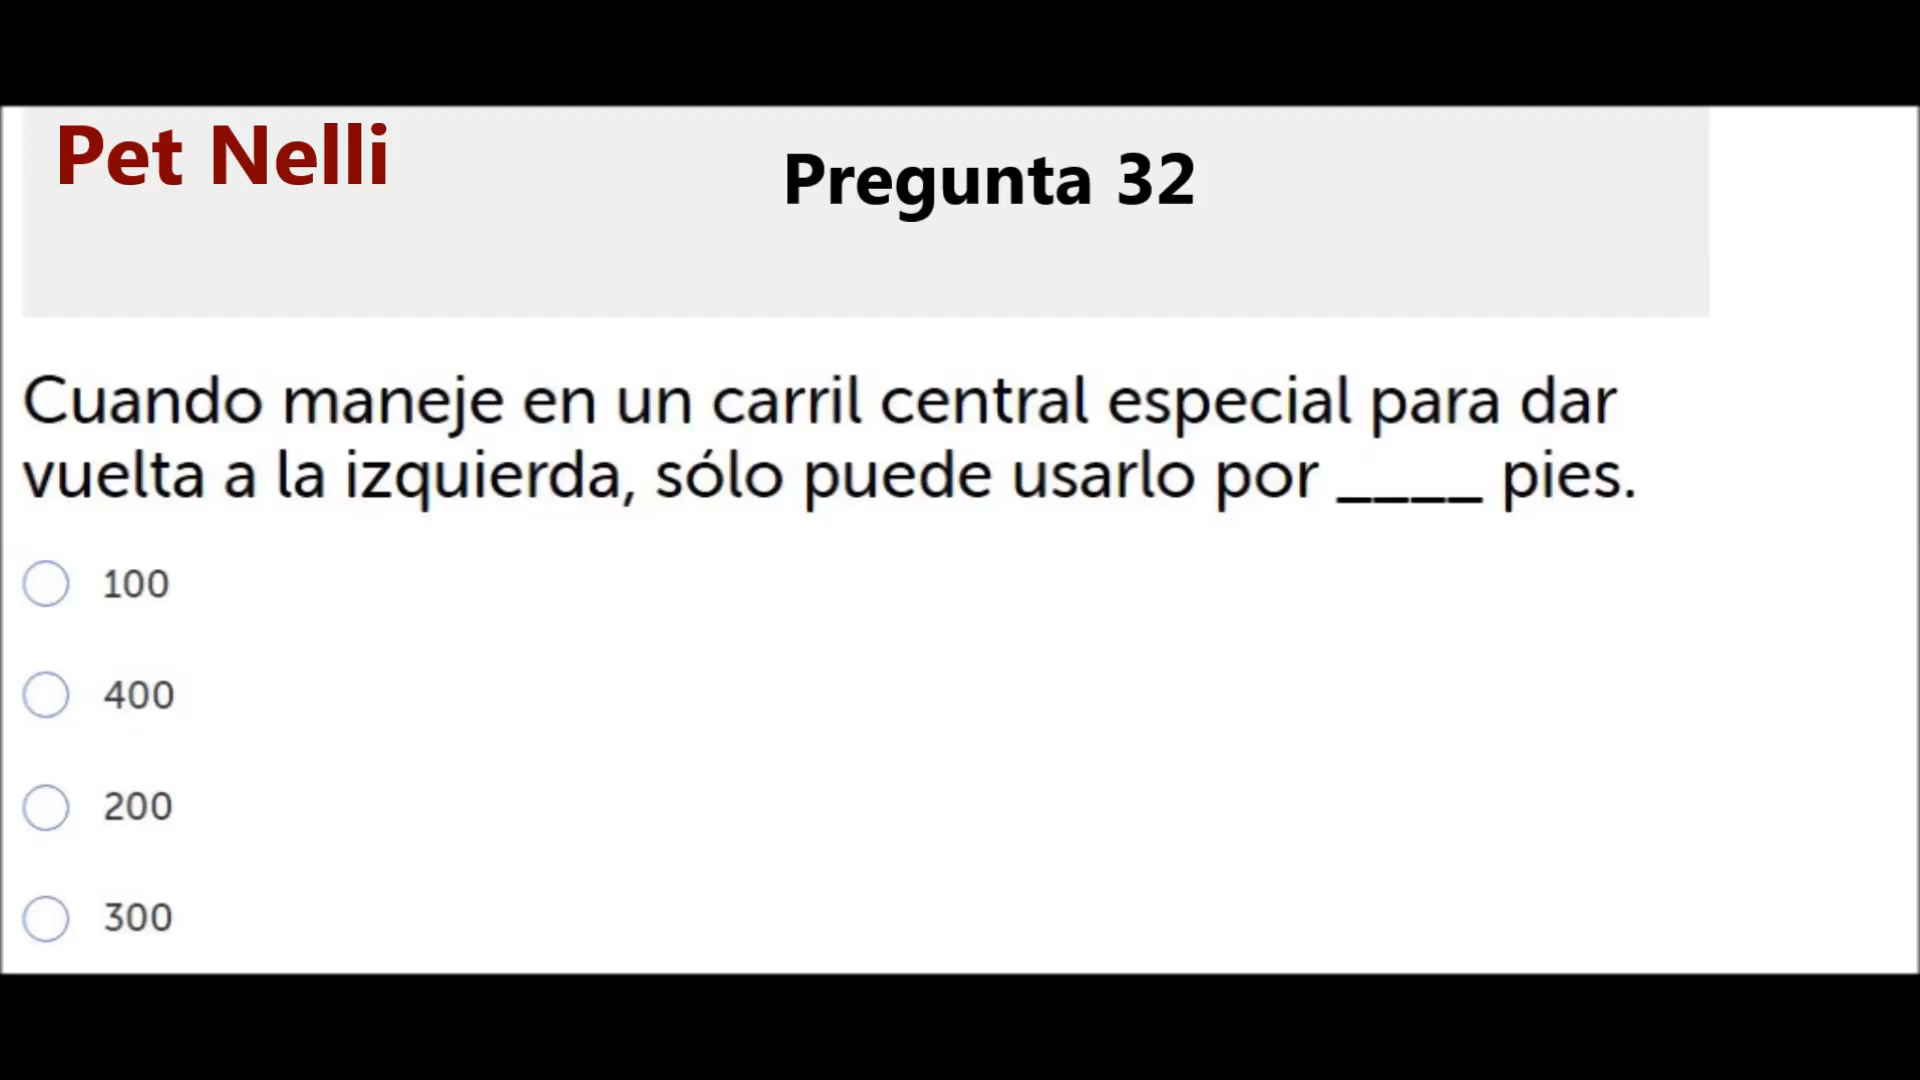 Pet Nelli
Pregunta 32
Cuando maneje en un carril central especial para dar
vuelta a la izquierda, sólo puede usarlo por ____ pies.
100
400
200
300